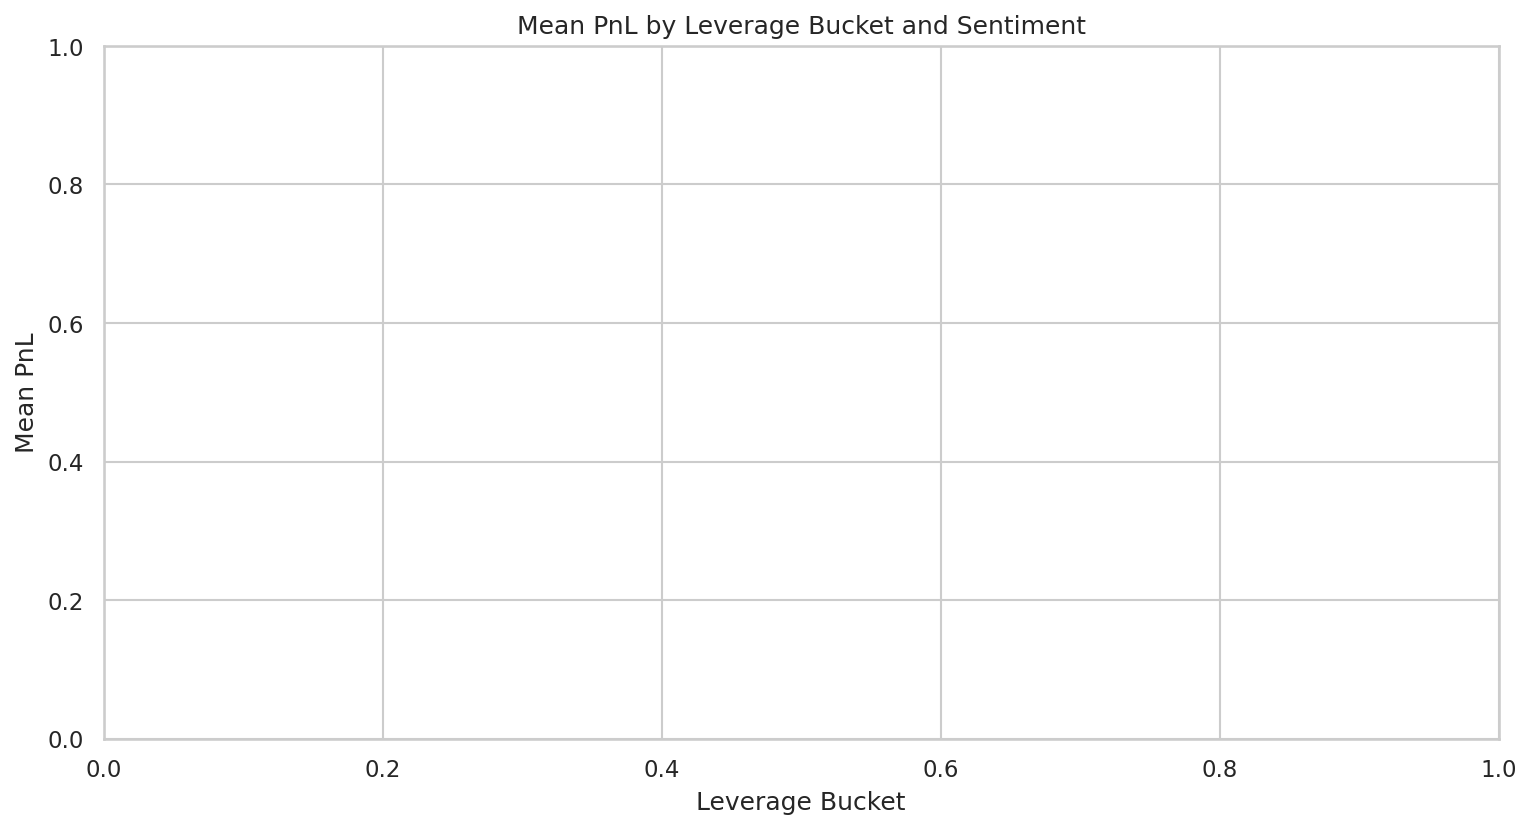 Mean PnL by Leverage Bucket and Sentiment
1.0
0.8
0.6
0.4
0.2
0.0
Mean PnL
0.0 0.2 0.4 0.6 0.8 1.0
Leverage Bucket